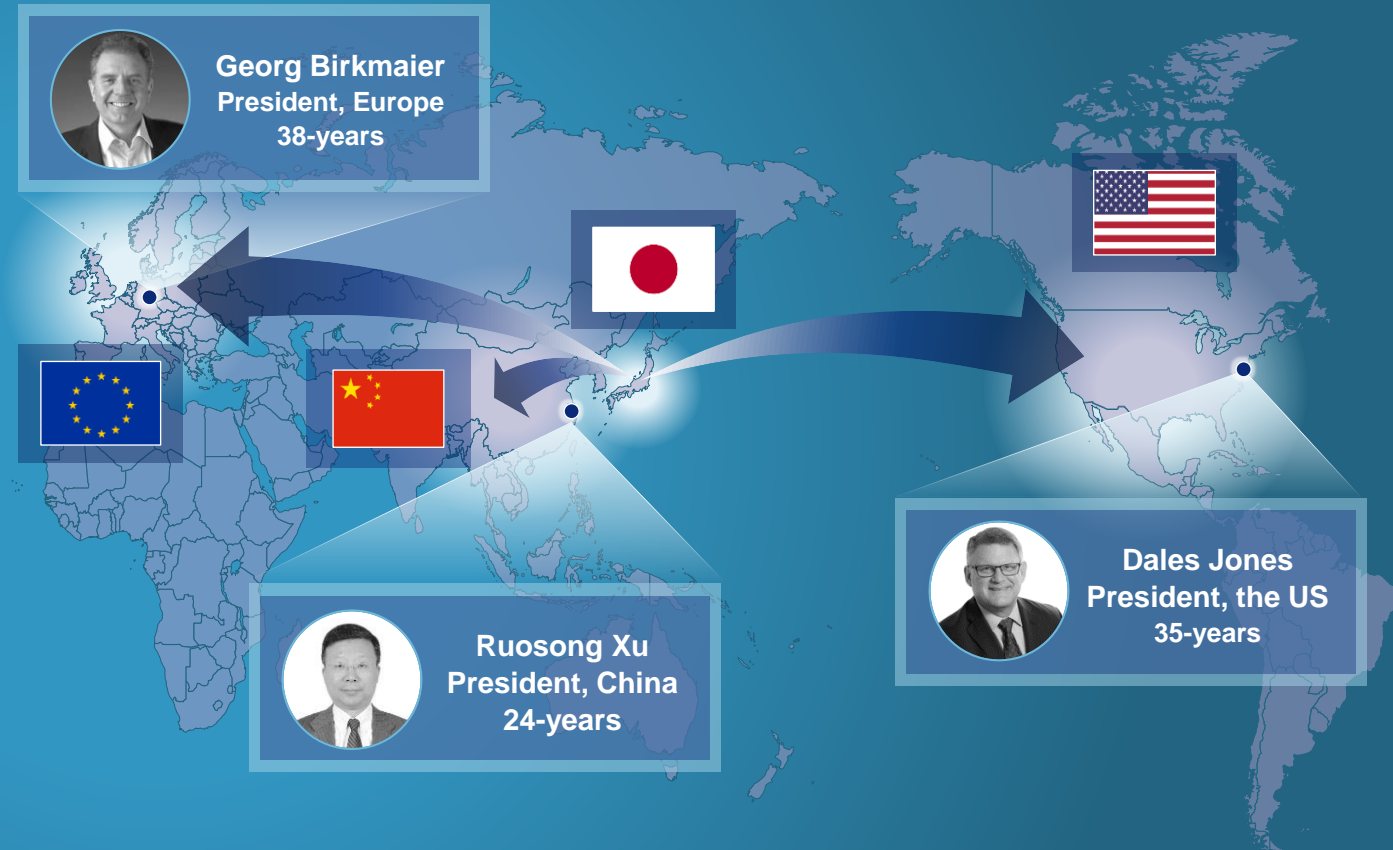 Georg Birkmaier
President, Europe
38-years
Ruosong Xu
President, China
24-years
Dales Jones
President, the US
35-years